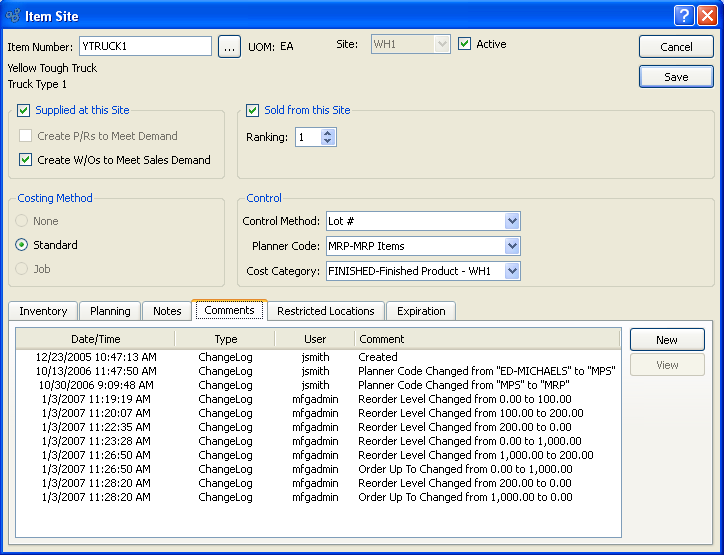 Item Site
Item Number: YTRUCK1 ... UOM: EA Site: WH1 Active Cancel
Yellow Tough Truck
Truck Type 1
Save
Supplied at this Site
Create P/Rs to Meet Demand
Create W/Os to Meet Sales Demand
Sold from this Site
Ranking: 1
Costing Method
None
Standard
Job
Control
Control Method: Lot #
Planner Code: MRP-MRP Items
Cost Category: FINISHED-Finished Product - WH1
Inventory Planning Notes Comments Restricted Locations Expiration
Date/Time Type User Comment
12/23/2005 10:47:13 AM ChangeLog jsmith Created
10/13/2006 11:47:50 AM ChangeLog jsmith Planner Code Changed from "ED-MICHAELS" to "MPS"
10/30/2006 9:09:48 AM ChangeLog jsmith Planner Code Changed from "MPS" to "MRP"
1/3/2007 11:19:19 AM ChangeLog mfgadmin Reorder Level Changed from 0.00 to 100.00
1/3/2007 11:20:07 AM ChangeLog mfgadmin Reorder Level Changed from 100.00 to 200.00
1/3/2007 11:22:35 AM ChangeLog mfgadmin Reorder Level Changed from 200.00 to 0.00
1/3/2007 11:23:28 AM ChangeLog mfgadmin Reorder Level Changed from 0.00 to 1,000.00
1/3/2007 11:26:50 AM ChangeLog mfgadmin Reorder Level Changed from 1,000.00 to 200.00
1/3/2007 11:26:50 AM ChangeLog mfgadmin Order Up To Changed from 0.00 to 1,000.00
1/3/2007 11:28:20 AM ChangeLog mfgadmin Reorder Level Changed from 200.00 to 0.00
1/3/2007 11:28:20 AM ChangeLog mfgadmin Order Up To Changed from 1,000.00 to 0.00
New
View